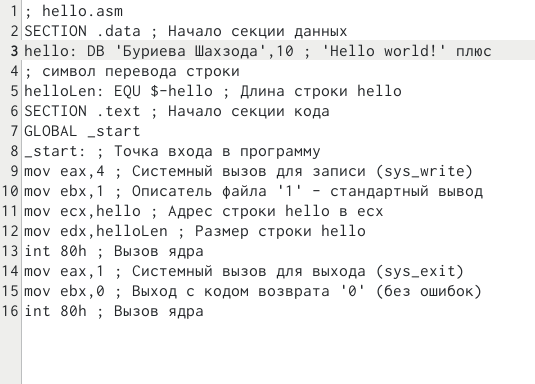 1 ; hello.asm
2 SECTION .data ; Начало секции данных
3 hello: DB 'Буриева Шахзода',10 ; 'Hello world!' плюс
4 ; символ перевода строки
5 helloLen: EQU $-hello ; Длина строки hello
6 SECTION .text ; Начало секции кода
7 GLOBAL _start
8 _start: ; Точка входа в программу
9 mov eax,4 ; Системный вызов для записи (sys_write)
10 mov ebx,1 ; Описатель файла '1' - стандартный вывод
11 mov ecx,hello ; Адрес строки hello в ecx
12 mov edx,helloLen ; Размер строки hello
13 int 80h ; Вызов ядра
14 mov eax,1 ; Системный вызов для выхода (sys_exit)
15 mov ebx,0 ; Выход с кодом возврата '0' (без ошибок)
16 int 80h ; Вызов ядра